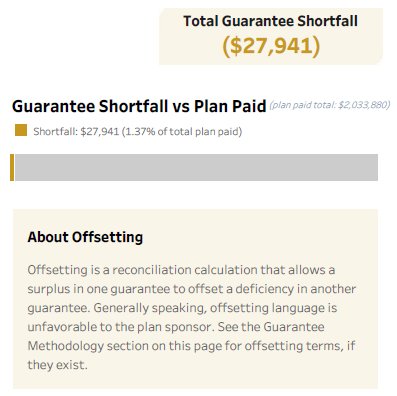 Total Guarantee Shortfall
($27,941)
Guarantee Shortfall vs Plan Paid (plan paid total: $2,033,880)
Shortfall: $27,941 (1.37% of total plan paid)
About Offsetting
Offsetting is a reconciliation calculation that allows a
surplus in one guarantee to offset a deficiency in another
guarantee. Generally speaking, offsetting language is
unfavorable to the plan sponsor. See the Guarantee
Methodology section on this page for offsetting terms, if
they exist.